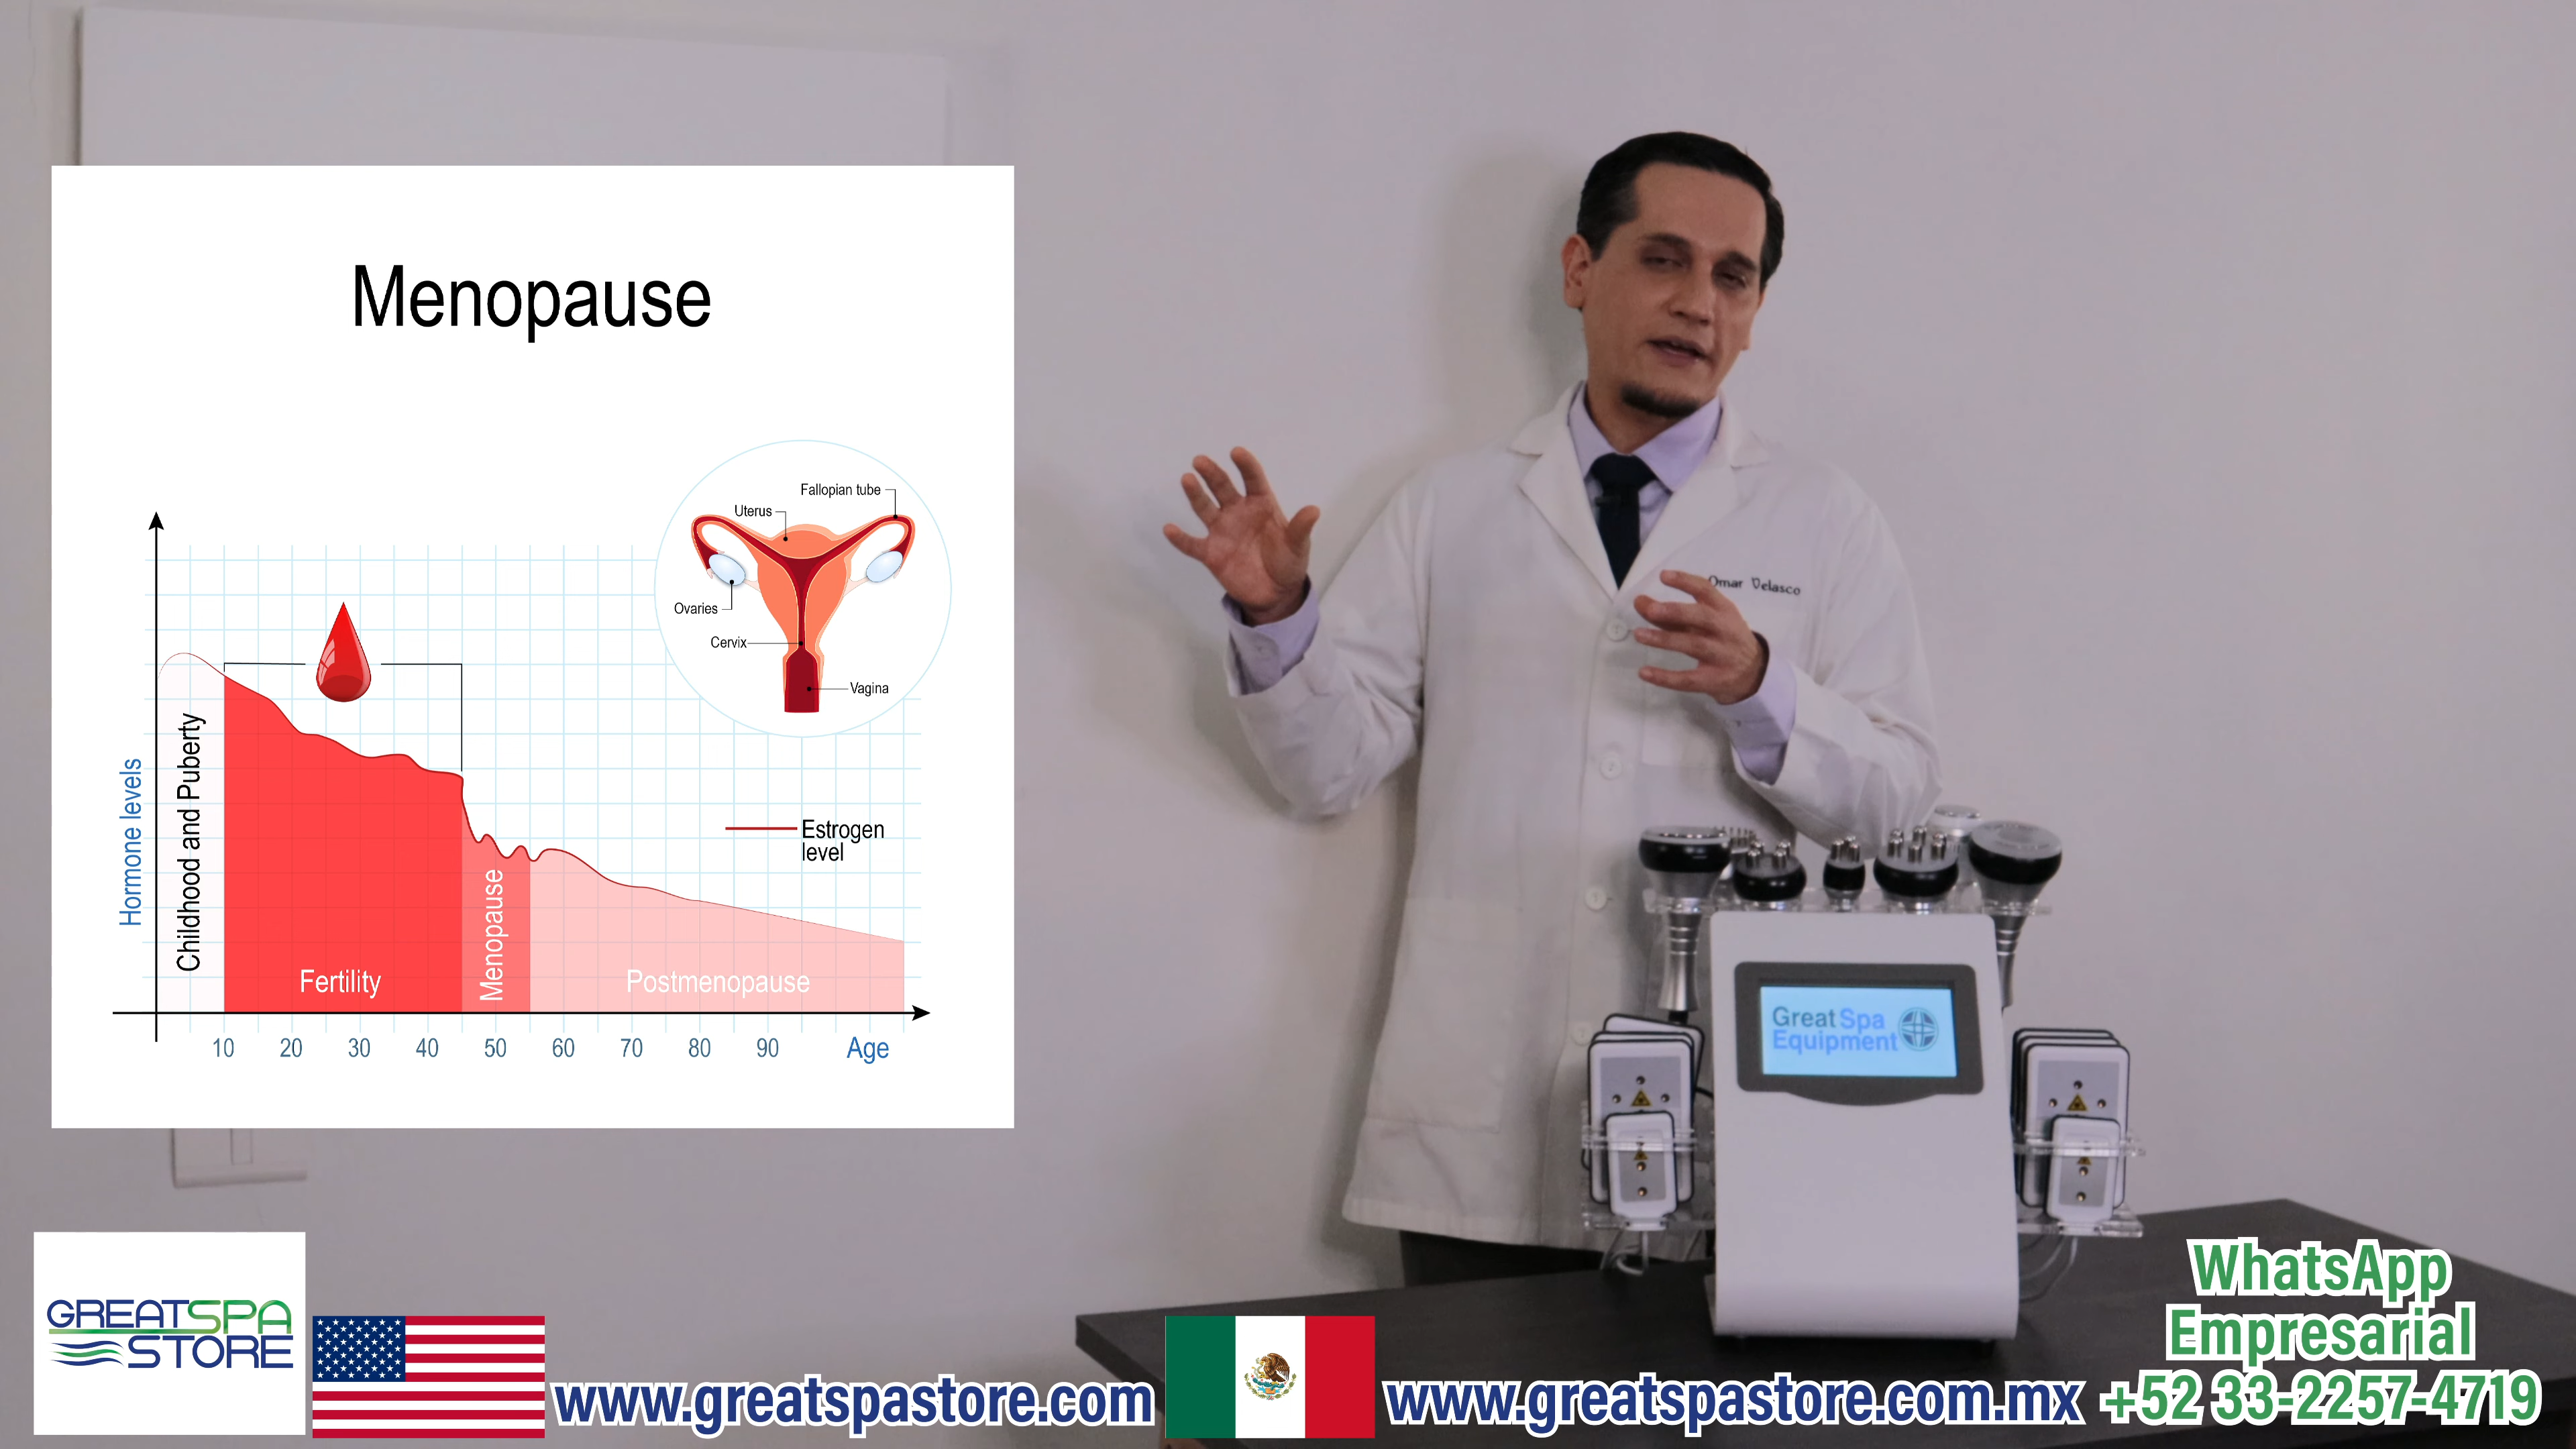 Menopause
Fallopian tube
Uterus
Ovaries
Cervix
Vagina
Hormone levels
Childhood and Puberty
Estrogen
level
Fertility
Menopause
Postmenopause
10 20 30 40 50 60 70 80 90 Age
Omar Velasco
Great Spa
Equipment
GREATSPA
STORE
www.greatspastore.com
www.greatspastore.com.mx
WhatsApp
Empresarial
+52 33-2257-4719